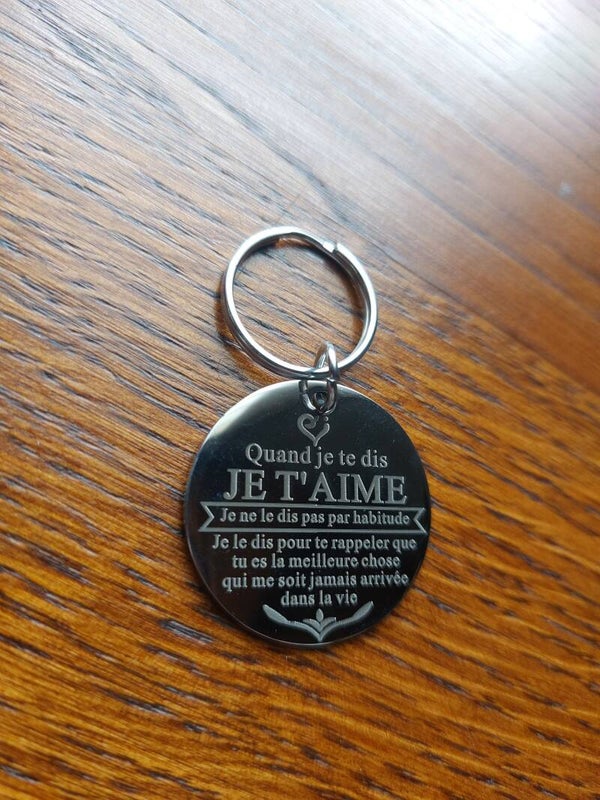 Quand je te dis
JE T'AIME
Je ne le dis pas par habitude
Je le dis pour te rappeler que
tu es la meilleure chose
qui me soit jamais arrivée
dans la vie